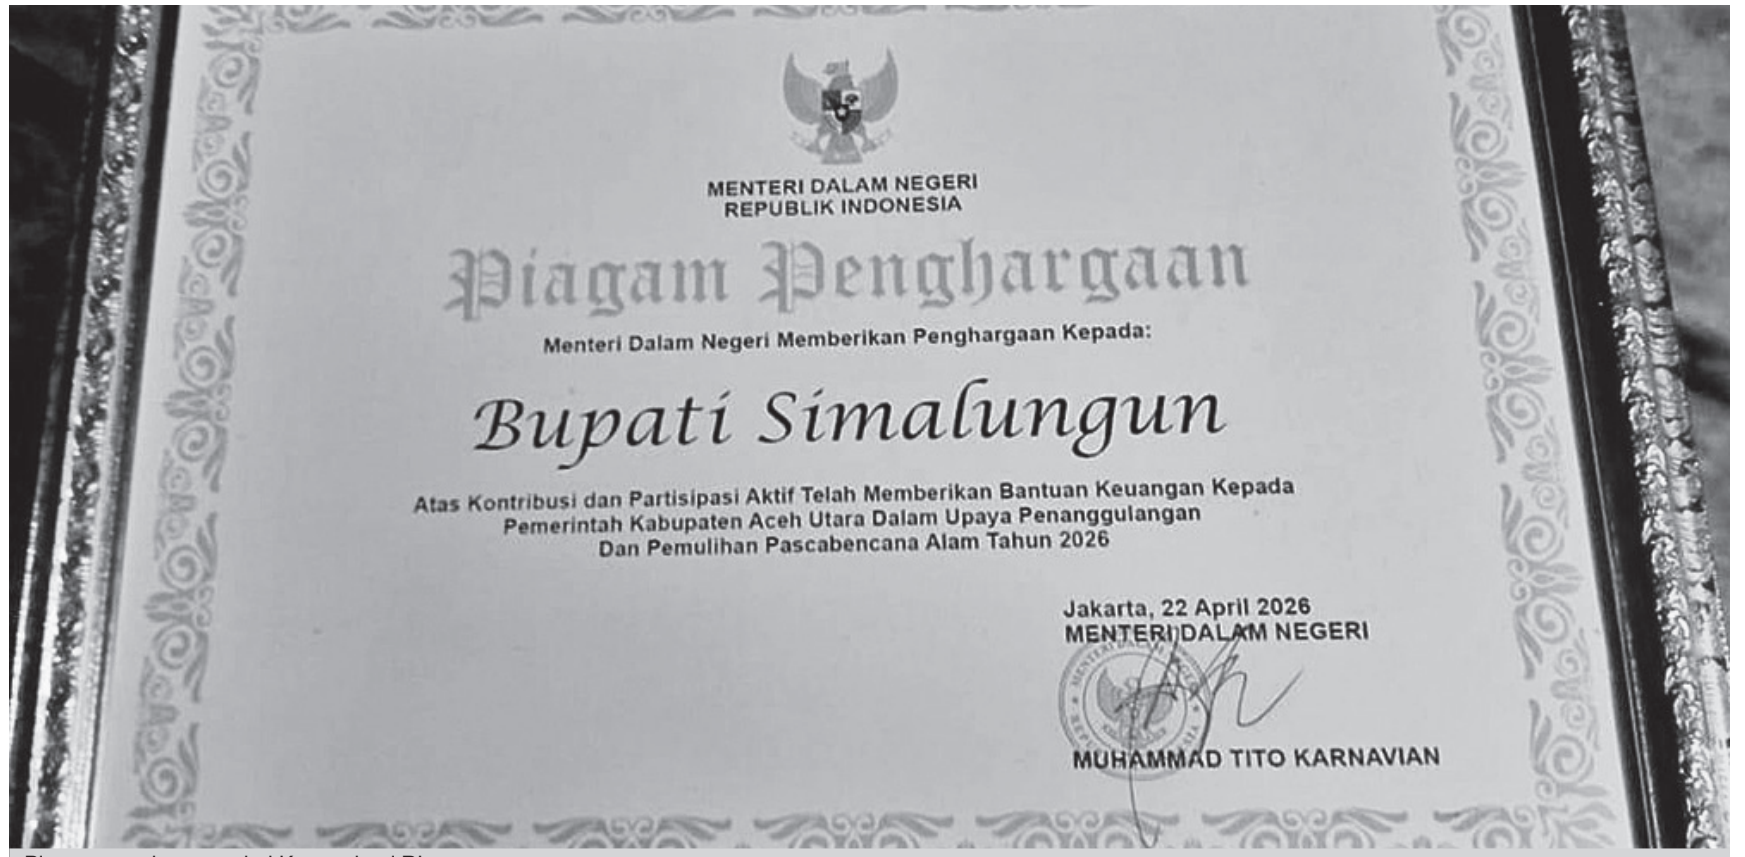 MENTERI DALAM NEGERI
REPUBLIK INDONESIA
Piagam Penghargaan
Menteri Dalam Negeri Memberikan Penghargaan Kepada:
Bupati Simalungun
Atas Kontribusi dan Partisipasi Aktif Telah Memberikan Bantuan Keuangan Kepada
Pemerintah Kabupaten Aceh Utara Dalam Upaya Penanggulangan
Dan Pemulihan Pascabencana Alam Tahun 2026
Jakarta, 22 April 2026
MENTERI DALAM NEGERI
MENTERI DALAM
MUHAMMAD TITO KARNAVIAN